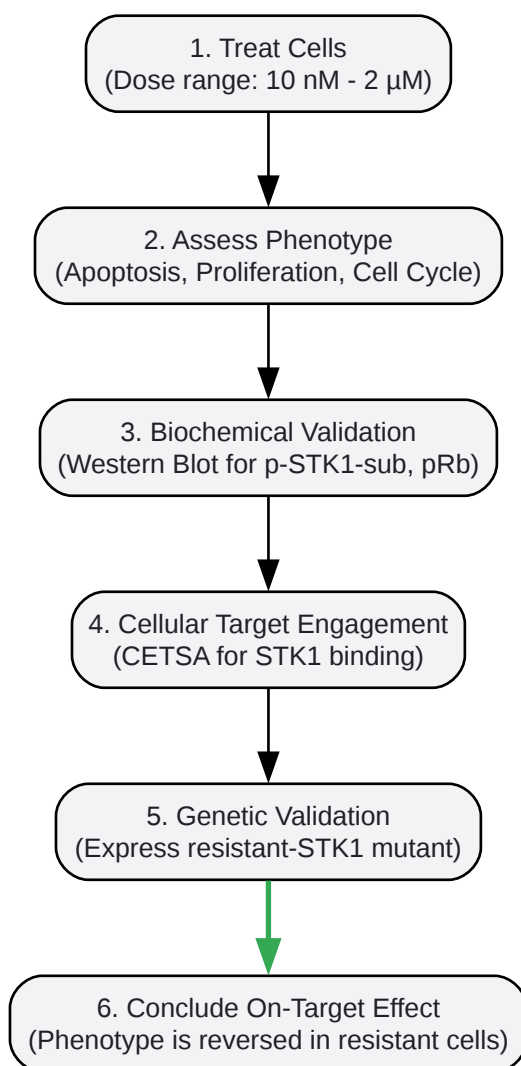 1. Treat Cells
(Dose range: 10 nM - 2 µM)
2. Assess Phenotype
(Apoptosis, Proliferation, Cell Cycle)
3. Biochemical Validation
(Western Blot for p-STK1-sub, pRb)
4. Cellular Target Engagement
(CETSA for STK1 binding)
5. Genetic Validation
(Express resistant-STK1 mutant)
6. Conclude On-Target Effect
(Phenotype is reversed in resistant cells)